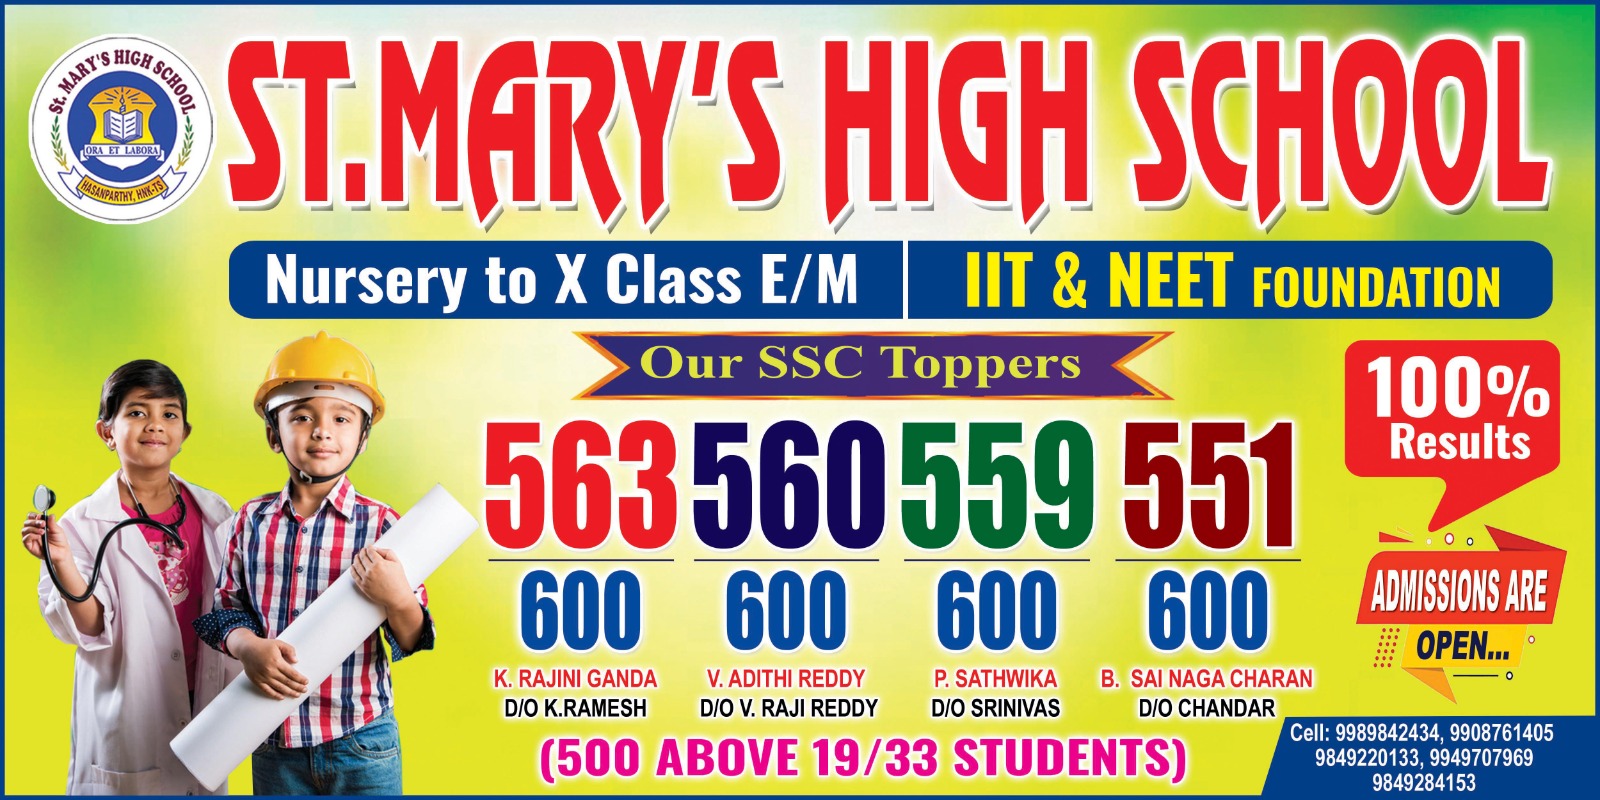 St. MARY'S HIGH SCHOOL
ORA ET LABORA
HASANPARTHY, HNK-TS
ST.MARY'S HIGH SCHOOL
Nursery to X Class E/M
IIT & NEET FOUNDATION
Our SSC Toppers
100%
Results
563 560 559 551
600 600 600 600
K. RAJINI GANDA V. ADITHI REDDY P. SATHWIKA B. SAI NAGA CHARAN
D/O K.RAMESH D/O V. RAJI REDDY D/O SRINIVAS D/O CHANDAR
(500 ABOVE 19/33 STUDENTS)
ADMISSIONS ARE
OPEN...
Cell: 9989842434, 9908761405
9849220133, 9949707969
9849284153